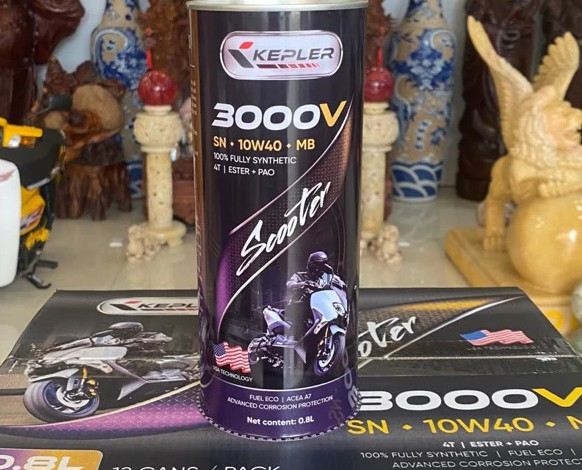 KEPLER
3000V
SN • 10W40 • MB
100% FULLY SYNTHETIC
4T | ESTER + PAO
Scooter
USA TECHNOLOGY
FUEL ECO | ACEA A7
ADVANCED CORROSION PROTECTION
Net content: 0.8L
KEPLER
oter
3000V
SN • 10W40 • M
4T | ESTER + PAO
100% FULLY SYNTHETIC | FUEL ECO
ADVANCED CORROSION PROTECT
0.8L
12 CANS / PACK